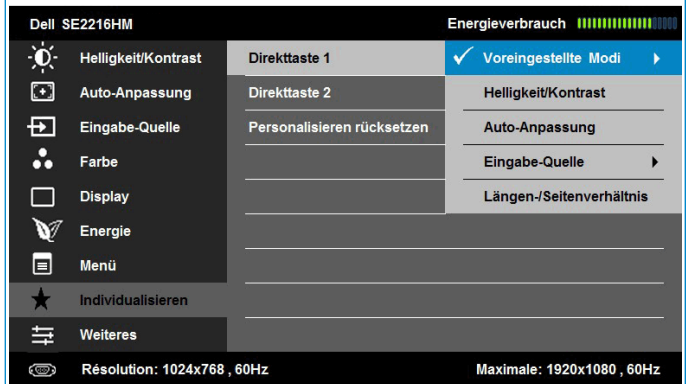 Dell SE2216HM Energieverbrauch
Helligkeit/Kontrast Direkttaste 1 Voreingestellte Modi
Auto-Anpassung Direkttaste 2 Helligkeit/Kontrast
Eingabe-Quelle Personalisieren rücksetzen Auto-Anpassung
Farbe Eingabe-Quelle
Display Längen-/Seitenverhältnis
Energie
Menü
Individualisieren
Weiteres
Résolution: 1024x768 , 60Hz Maximale: 1920x1080 , 60Hz